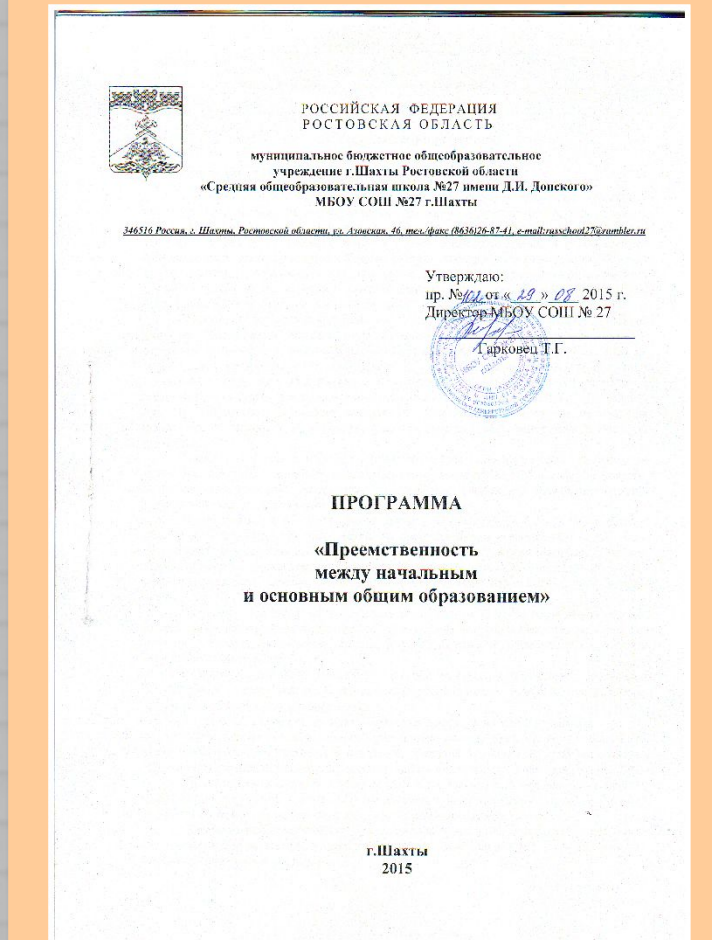 РОССИЙСКАЯ ФЕДЕРАЦИЯ
РОСТОВСКАЯ ОБЛАСТЬ
муниципальное бюджетное общеобразовательное
учреждение г.Шахты Ростовской области
«Средняя общеобразовательная школа №27 имени Д.И. Донского»
МБОУ СОШ №27 г.Шахты
346516 Россия, г. Шахты, Ростовской области, ул. Азовская, 46, тел./факс (8636)26-87-41, e-mail:russchool27@rambler.ru
Утверждаю:
пр. №102 от « 29 » 08 2015 г.
Директор МБОУ СОШ № 27
Гарковец Т.Г.
ПРОГРАММА
«Преемственность
между начальным
и основным общим образованием»
г.Шахты
2015